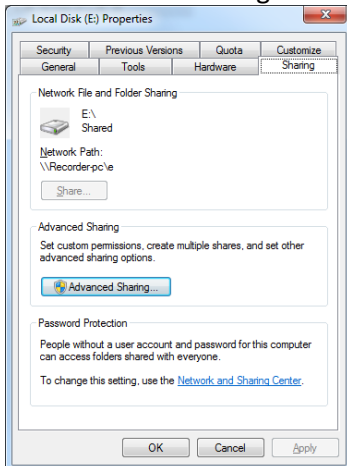 Local Disk (E:) Properties
Security Previous Versions Quota Customize
General Tools Hardware Sharing
Network File and Folder Sharing
E:\
Shared
Network Path:
\\Recorder-pc\e
Share...
Advanced Sharing
Set custom permissions, create multiple shares, and set other
advanced sharing options.
Advanced Sharing...
Password Protection
People without a user account and password for this computer
can access folders shared with everyone.
To change this setting, use the Network and Sharing Center.
OK Cancel Apply